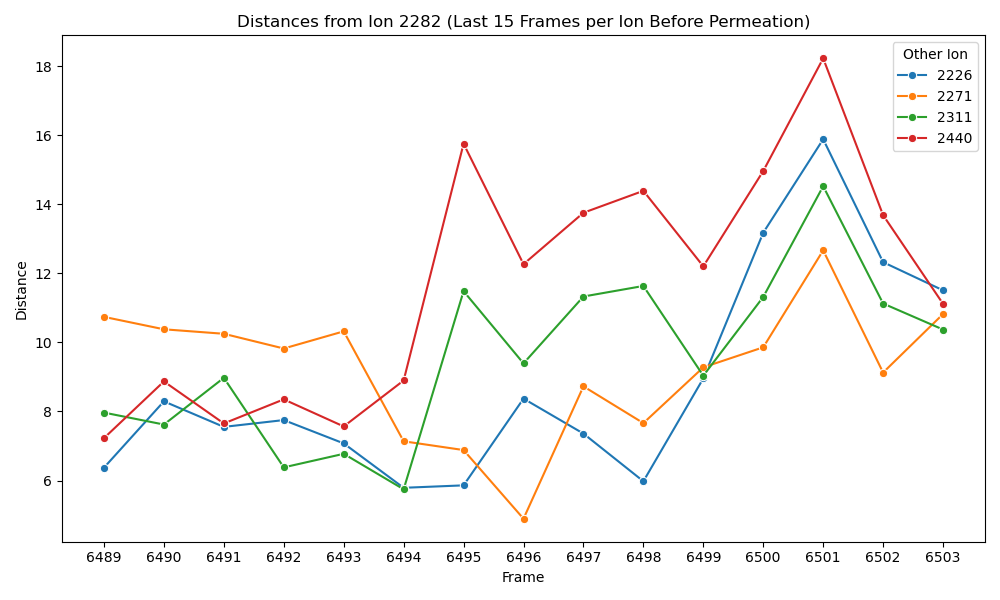 Distances from Ion 2282 (Last 15 Frames per Ion Before Permeation)
Other Ion
2226
2271
2311
2440
Distance
18
16
14
12
10
8
6
6489 6490 6491 6492 6493 6494 6495 6496 6497 6498 6499 6500 6501 6502 6503
Frame